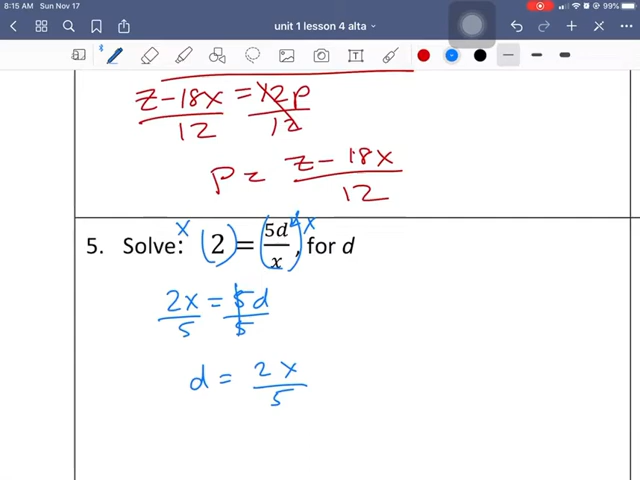 8:15 AM Sun Nov 17
99%
unit 1 lesson 4 alta
z-18x = 12p
12 12
p = z-18x
12
5. Solve: 2 = 5d/x, for d
x ( ) ( ) x
2x = 5d
5 5
d = 2x
5